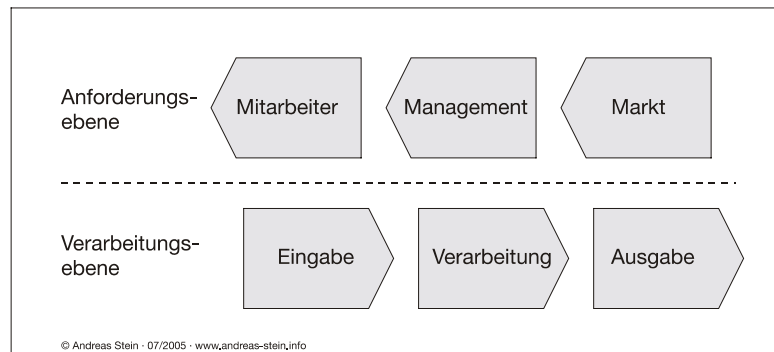 Anforderungs-
ebene
Mitarbeiter
Management
Markt
Verarbeitungs-
ebene
Eingabe
Verarbeitung
Ausgabe
© Andreas Stein · 07/2005 · www.andreas-stein.info